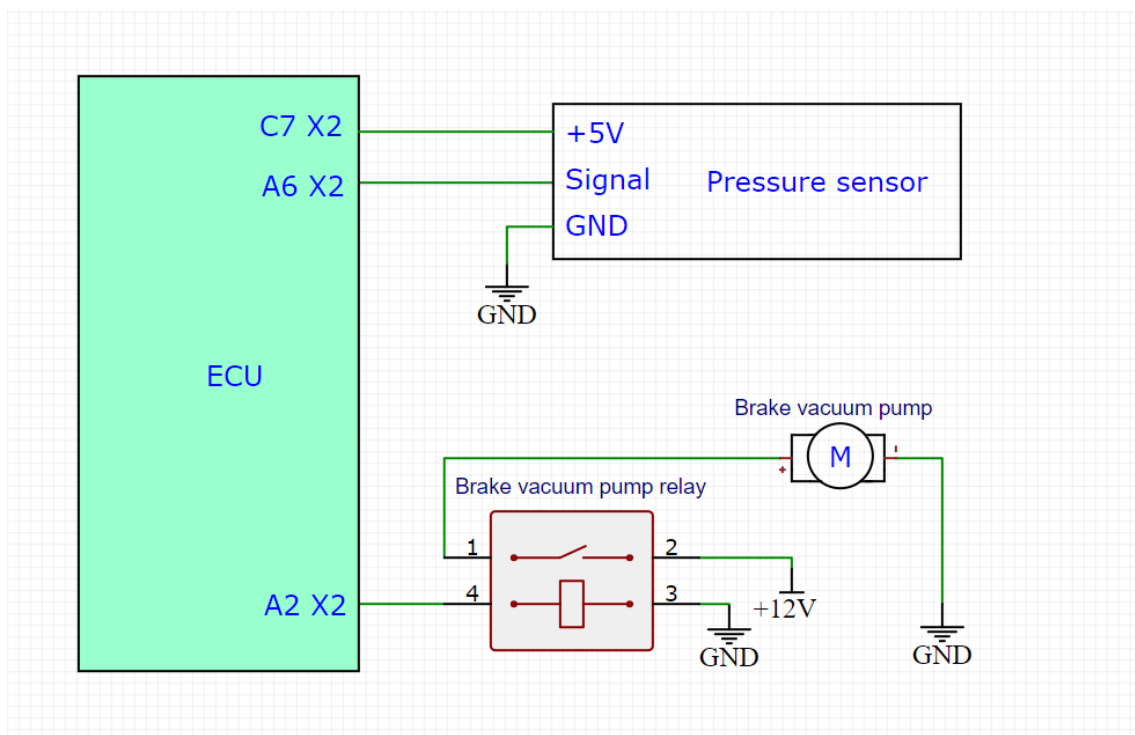 C7 X2
+5V
A6 X2
Signal
Pressure sensor
GND
GND
ECU
Brake vacuum pump
M
+
-
Brake vacuum pump relay
1
2
4
3
A2 X2
+12V
GND
GND